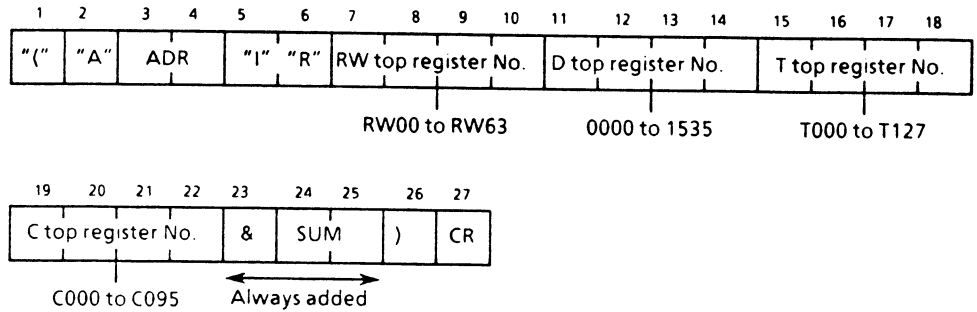 1 2 3 4 5 6 7 8 9 10 11 12 13 14 15 16 17 18
"(" "A" ADR "I" "R" RW top register No. D top register No. T top register No.
RW00 to RW63 0000 to 1535 T000 to T127
19 20 21 22 23 24 25 26 27
C top register No. & SUM ) CR
C000 to C095 Always added